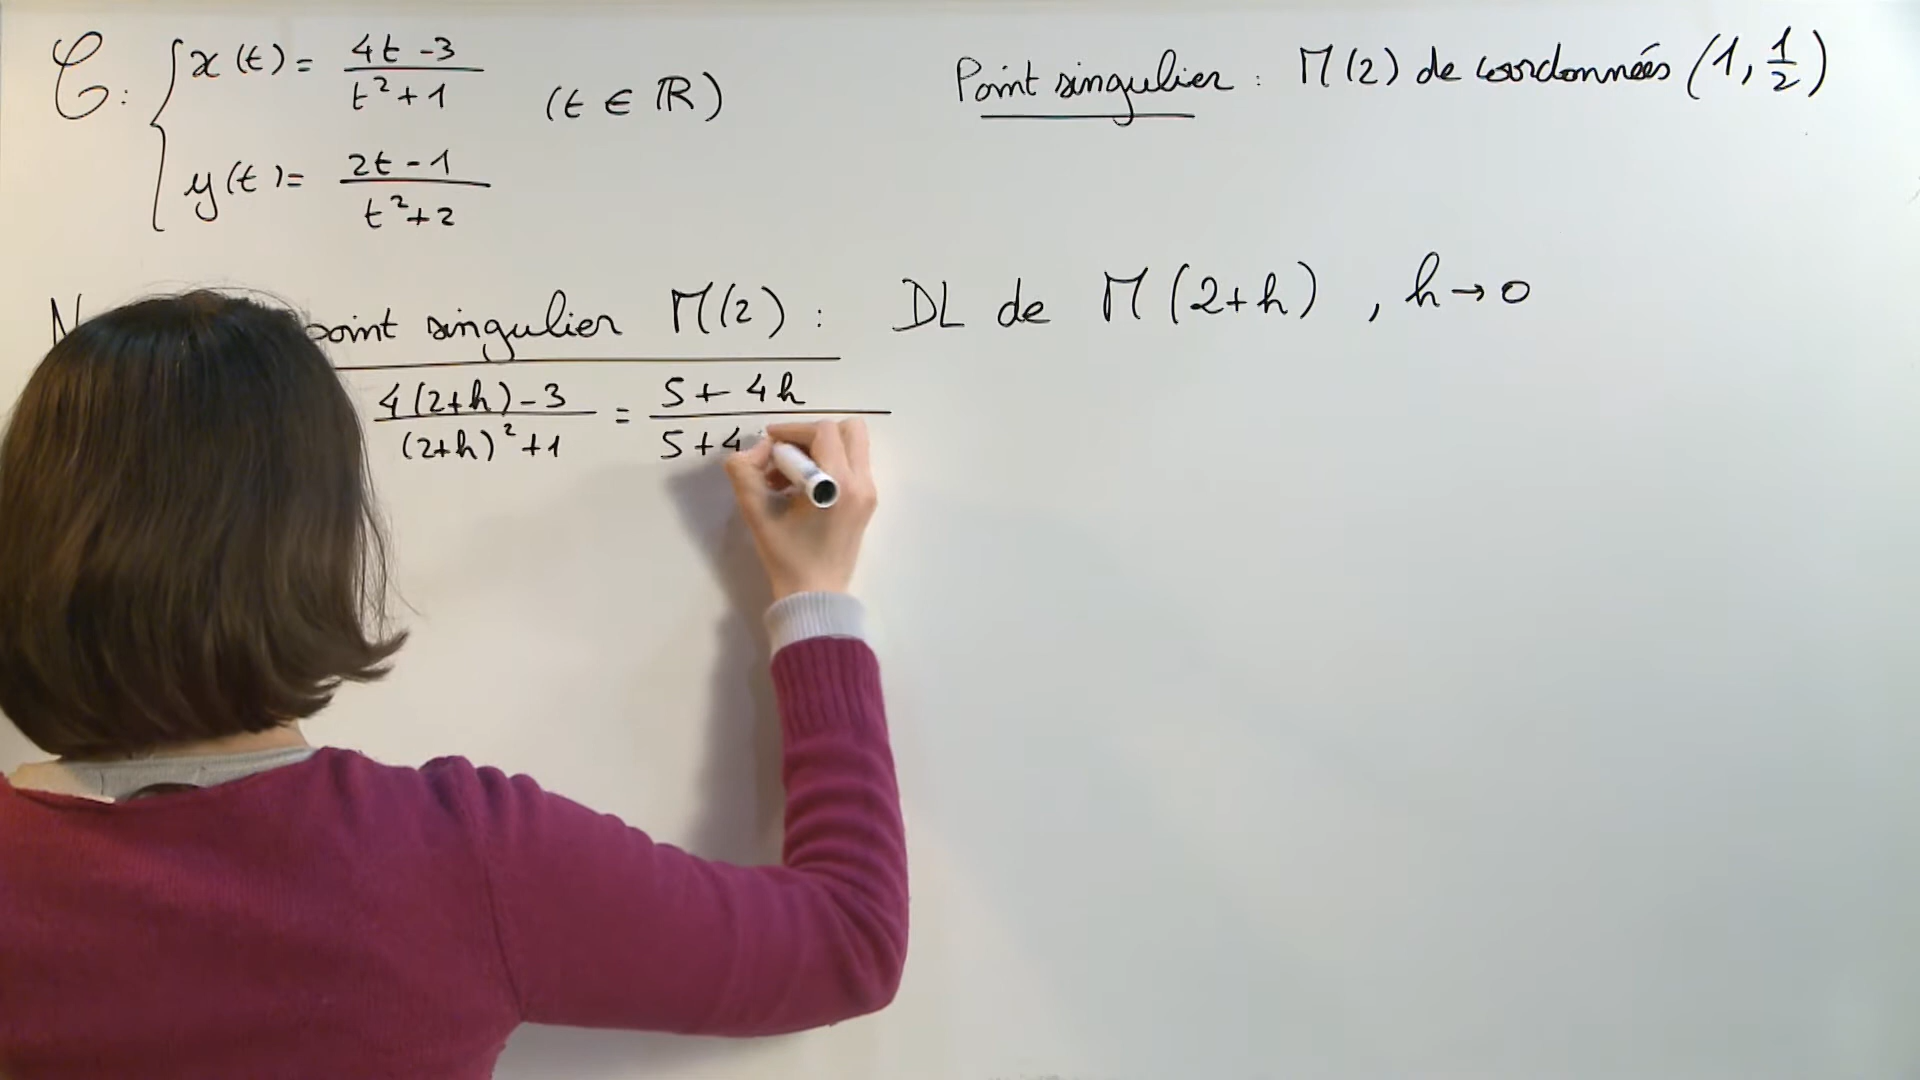 C : { x(t) = (4t - 3)/(t² + 1)
y(t) = (2t - 1)/(t² + 2)
(t ∈ ℝ)
Point singulier : M(2) de coordonnées (1, 1/2)
point singulier M(2) : DL de M(2+h) , h → 0
(4(2+h) - 3)/((2+h)² + 1) = (5 + 4h)/(5 + 4